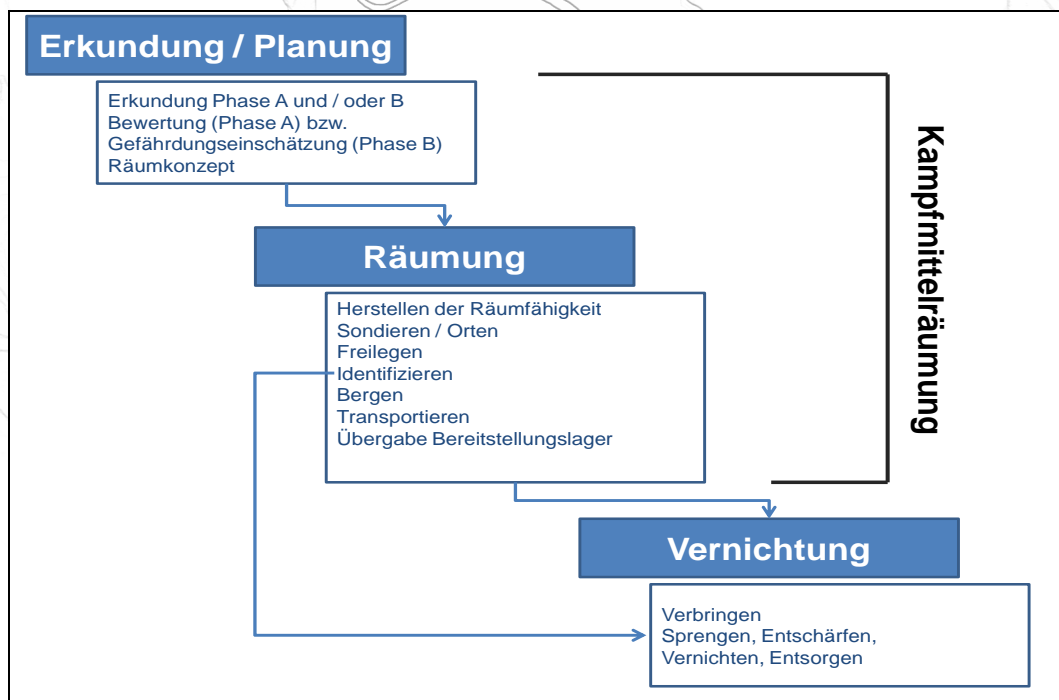 Erkundung / Planung
Erkundung Phase A und / oder B
Bewertung (Phase A) bzw.
Gefährdungseinschätzung (Phase B)
Räumkonzept
Kampfmittelräumung
Räumung
Herstellen der Räumfähigkeit
Sondieren / Orten
Freilegen
Identifizieren
Bergen
Transportieren
Übergabe Bereitstellungslager
Vernichtung
Verbringen
Sprengen, Entschärfen,
Vernichten, Entsorgen